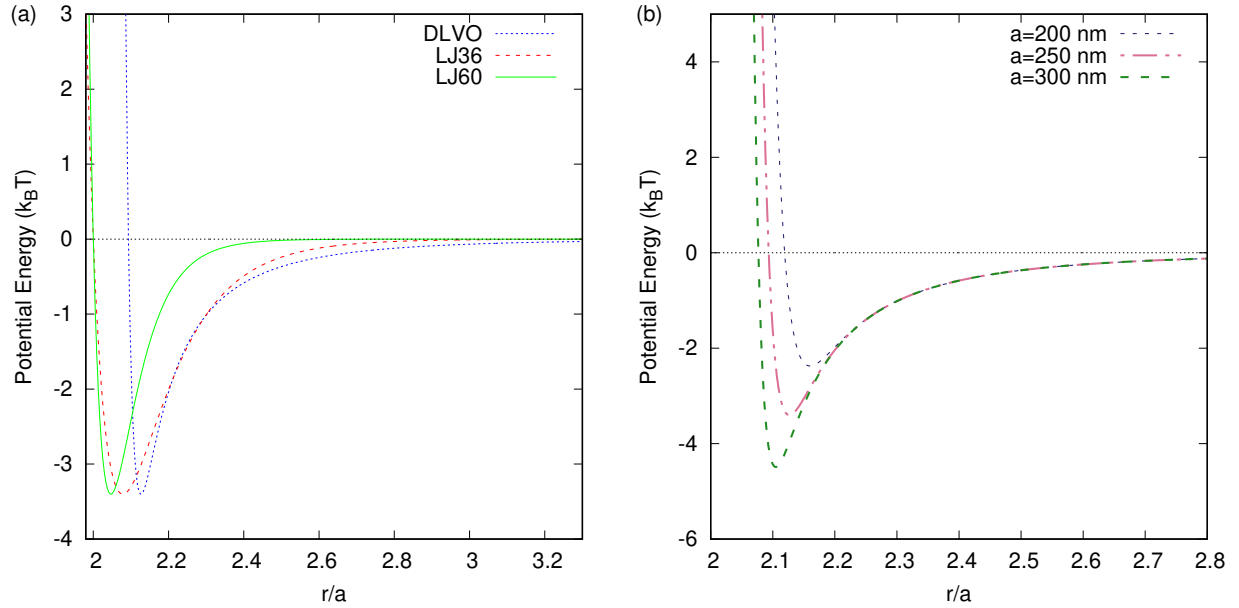 (a)
DLVO
LJ36
LJ60
Potential Energy (kBT)
3
2
1
0
-1
-2
-3
-4
2 2.2 2.4 2.6 2.8 3 3.2
r/a
(b)
a=200 nm
a=250 nm
a=300 nm
Potential Energy (kBT)
4
2
0
-2
-4
-6
2 2.1 2.2 2.3 2.4 2.5 2.6 2.7 2.8
r/a